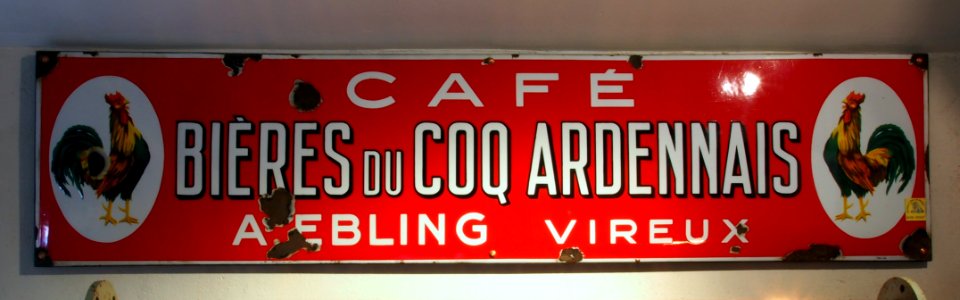 CAFÉ
BIÈRES DU COQ ARDENNAIS
A. EBLING VIREUX